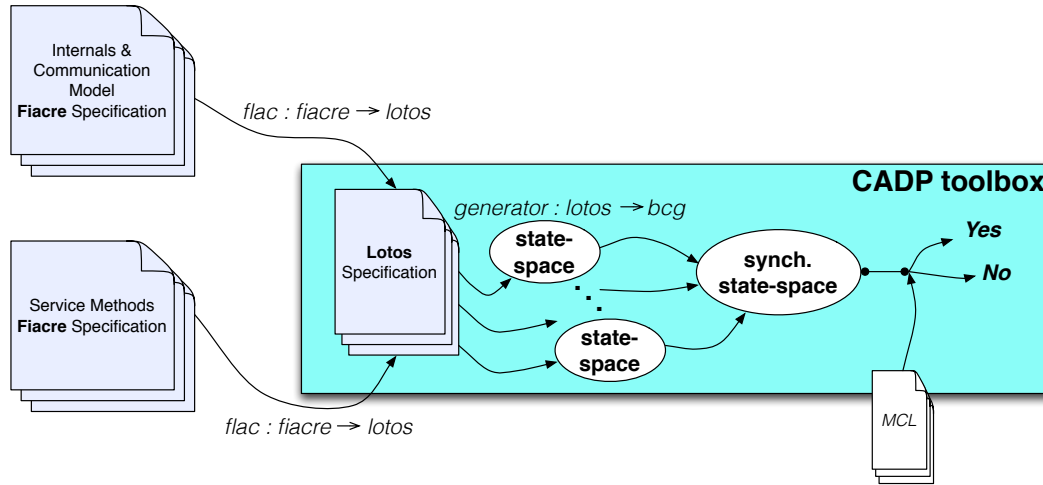 Internals &
Communication
Model
Fiacre Specification
flac : fiacre → lotos
CADP toolbox
generator : lotos → bcg
Lotos
Specification
state-
space
synch.
state-space
Yes
No
state-
space
Service Methods
Fiacre Specification
flac : fiacre → lotos
MCL